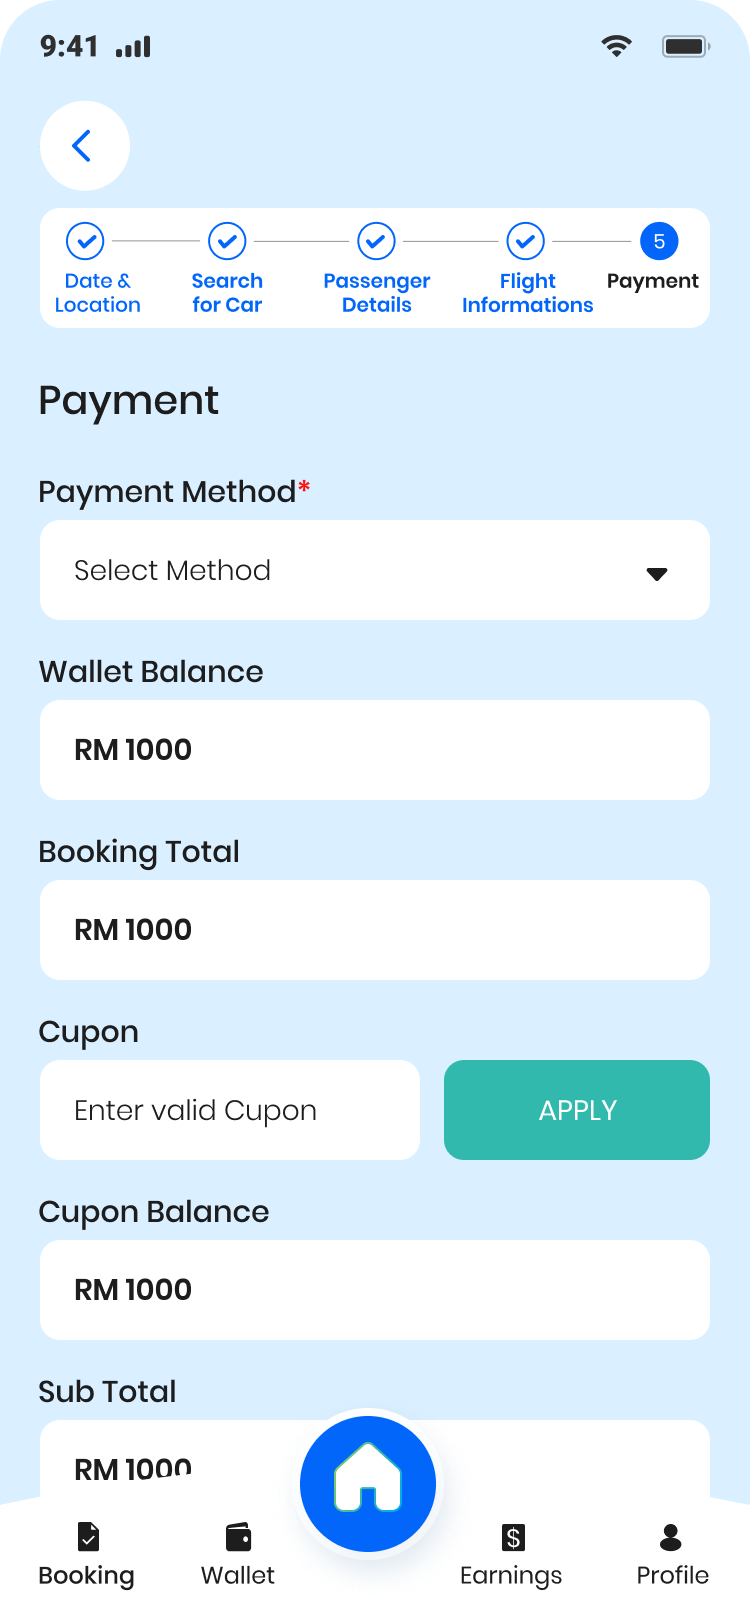 9:41
5
Date &
Location
Search
for Car
Passenger
Details
Flight
Informations
Payment
Payment
Payment Method*
Select Method
Wallet Balance
RM 1000
Booking Total
RM 1000
Cupon
Enter valid Cupon
APPLY
Cupon Balance
RM 1000
Sub Total
RM 1000
$
Booking
Wallet
Earnings
Profile